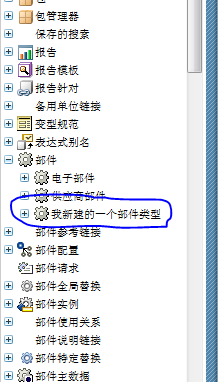 包管理器
保存的搜索
报告
报告模板
报告针对
备用单位链接
变型规范
表达式别名
部件
电子部件
供应商部件
我新建的一个部件类型
部件参考链接
部件配置
部件请求
部件全局替换
部件实例
部件使用关系
部件说明链接
部件特定替换
部件主数据